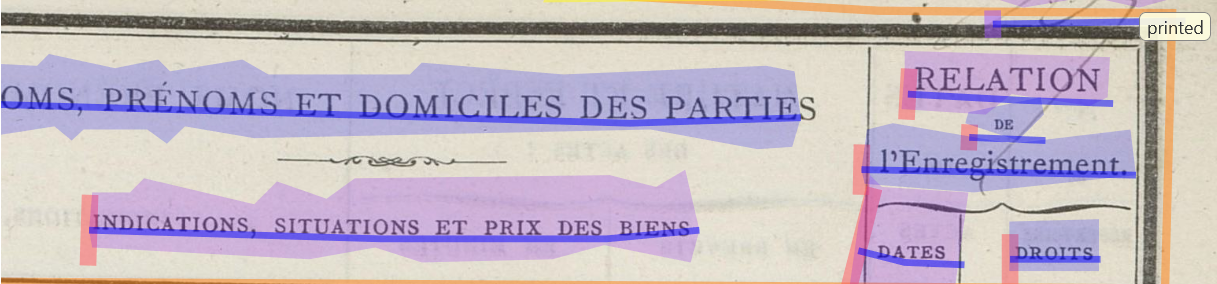 printed
OMS, PRÉNOMS ET DOMICILES DES PARTIES
INDICATIONS, SITUATIONS ET PRIX DES BIENS
RELATION
DE
l'Enregistrement.
DATES
DROITS